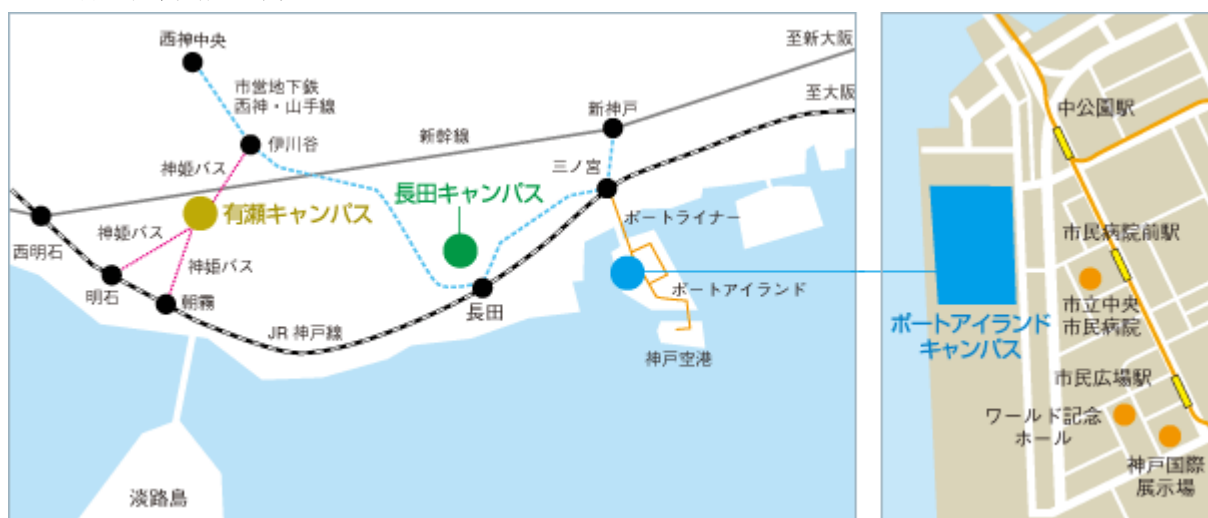 西神中央
市営地下鉄
西神・山手線
伊川谷
神姫バス
新幹線
新神戸
至新大阪
至大阪
三ノ宮
有瀬キャンパス
長田キャンパス
ポートライナー
西明石
神姫バス
神姫バス
明石
朝霧
JR 神戸線
長田
ポートアイランド
神戸空港
淡路島
中公園駅
市民病院前駅
市立中央
市民病院
ポートアイランド
キャンパス
市民広場駅
ワールド記念
ホール
神戸国際
展示場